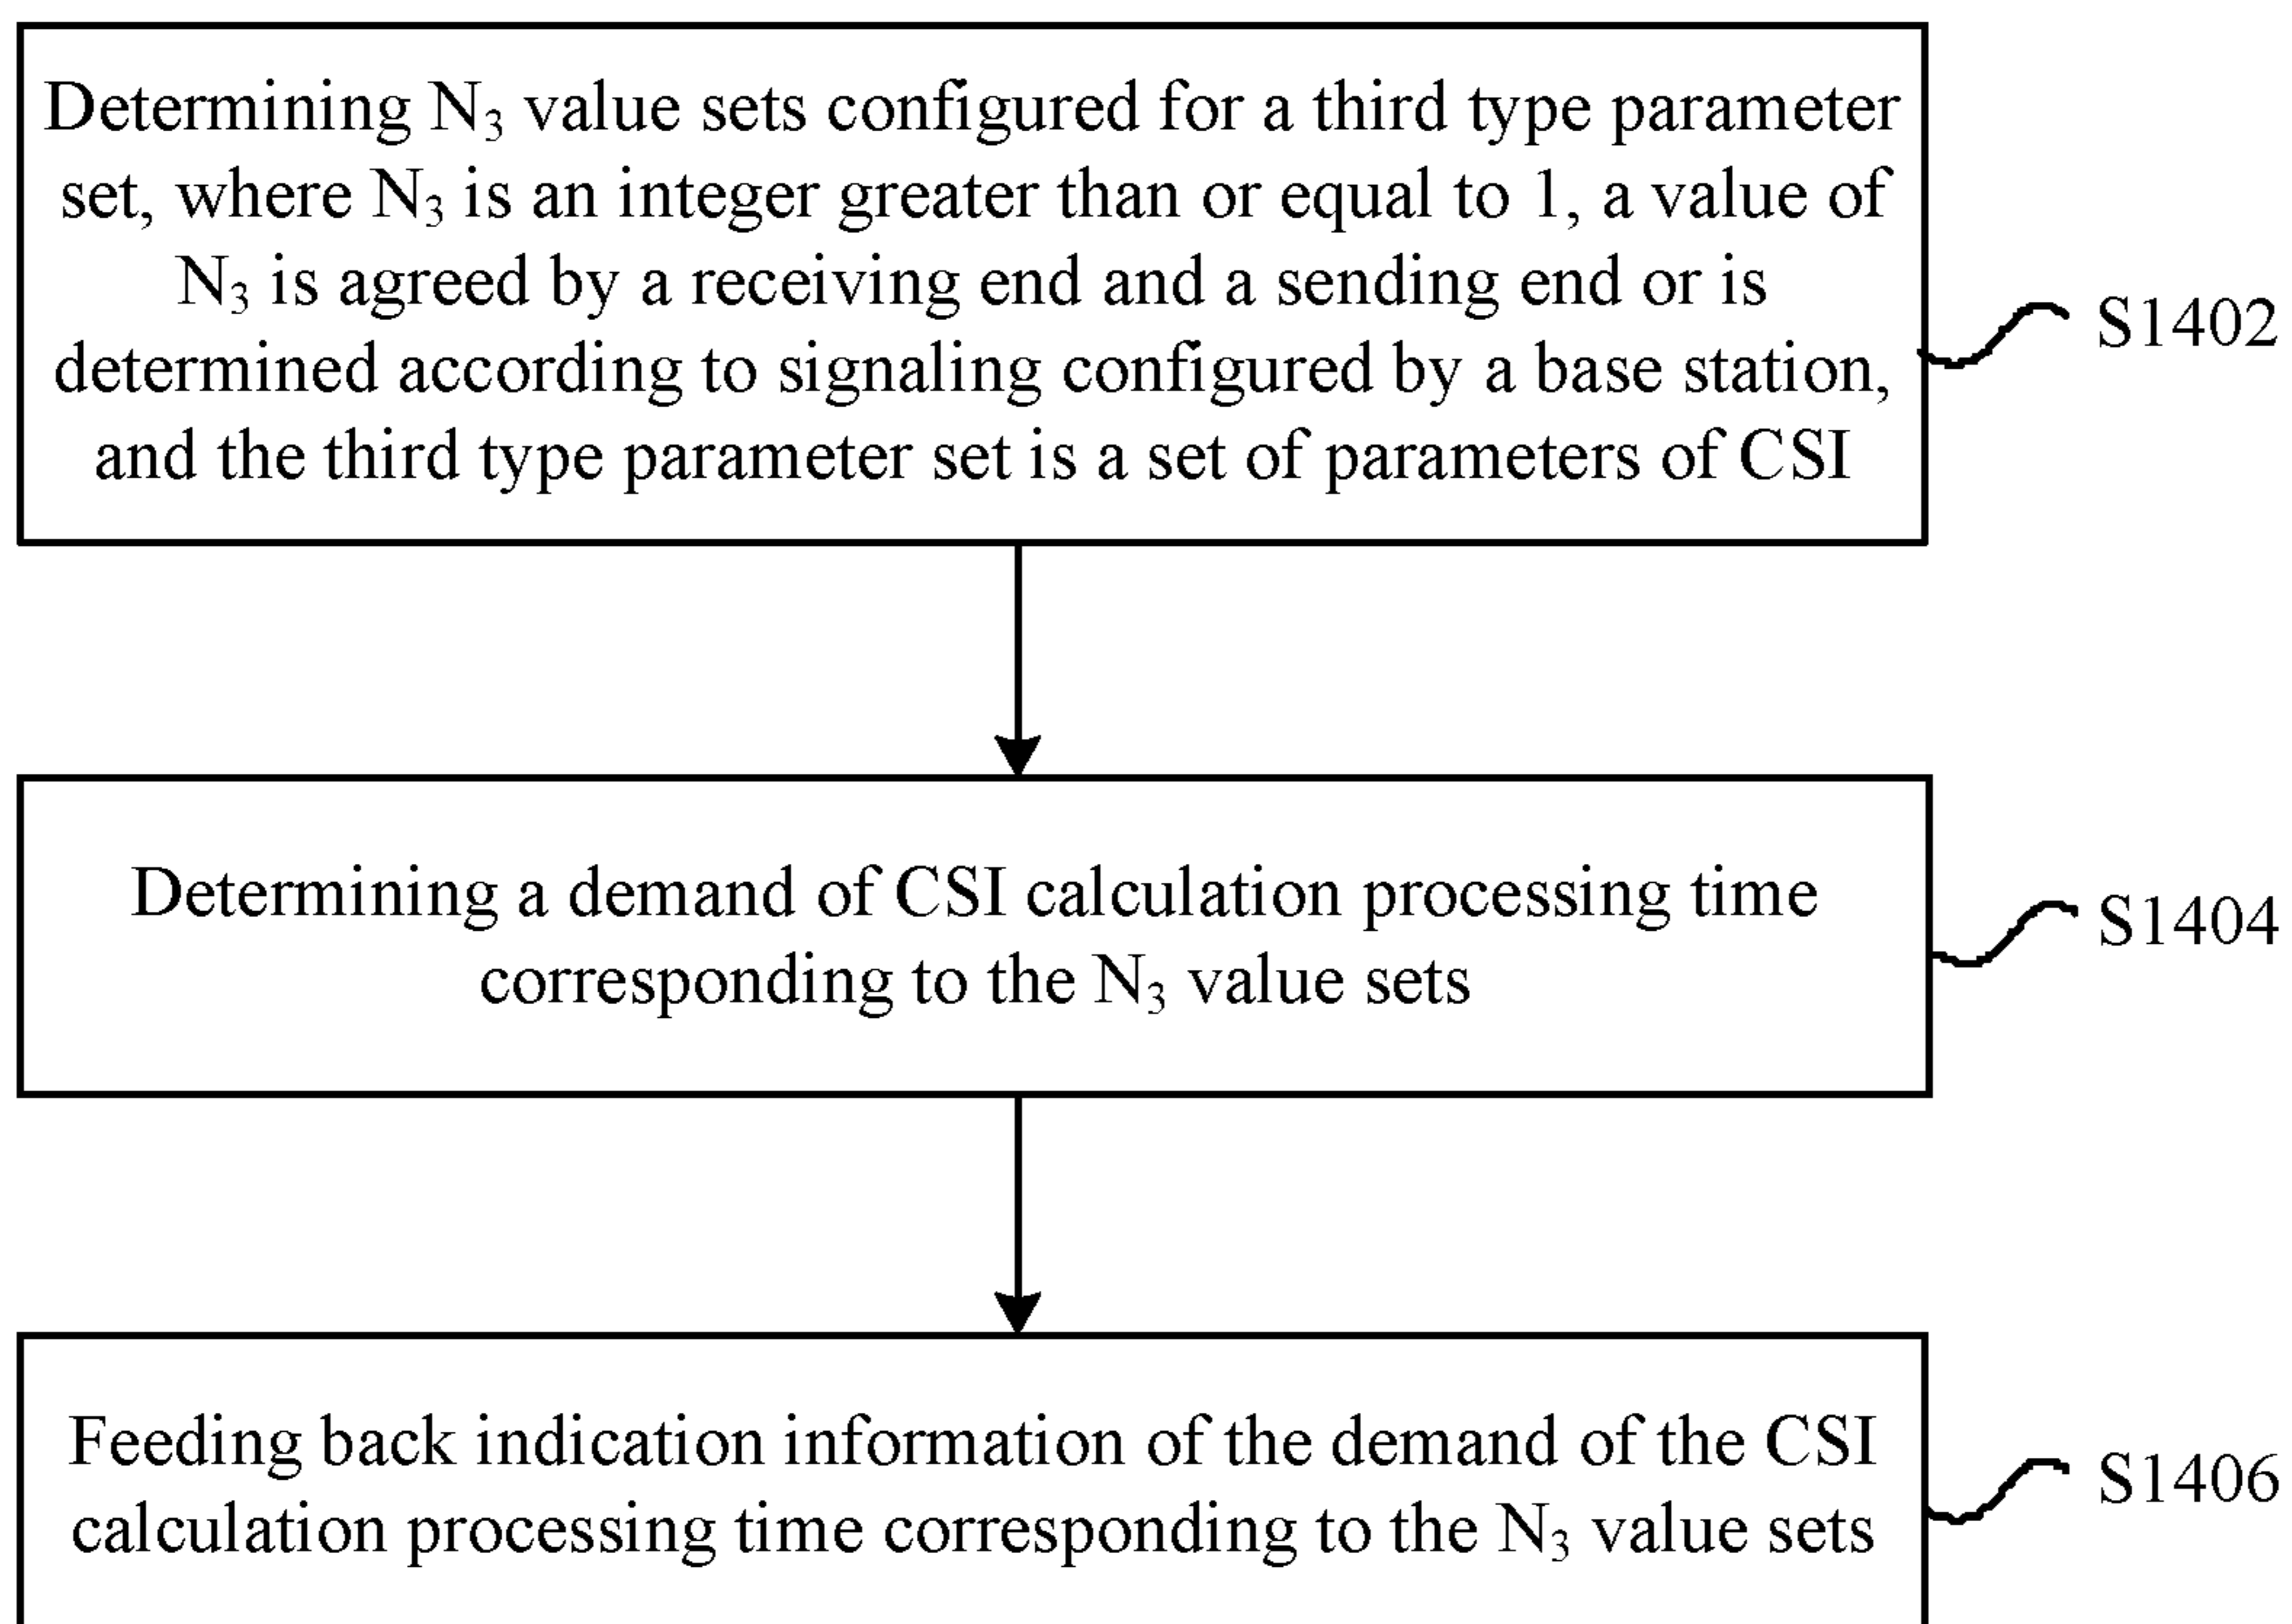 Determining N₃ value sets configured for a third type parameter
set, where N₃ is an integer greater than or equal to 1, a value of
N₃ is agreed by a receiving end and a sending end or is
determined according to signaling configured by a base station,
and the third type parameter set is a set of parameters of CSI
S1402
Determining a demand of CSI calculation processing time
corresponding to the N₃ value sets
S1404
Feeding back indication information of the demand of the CSI
calculation processing time corresponding to the N₃ value sets
S1406